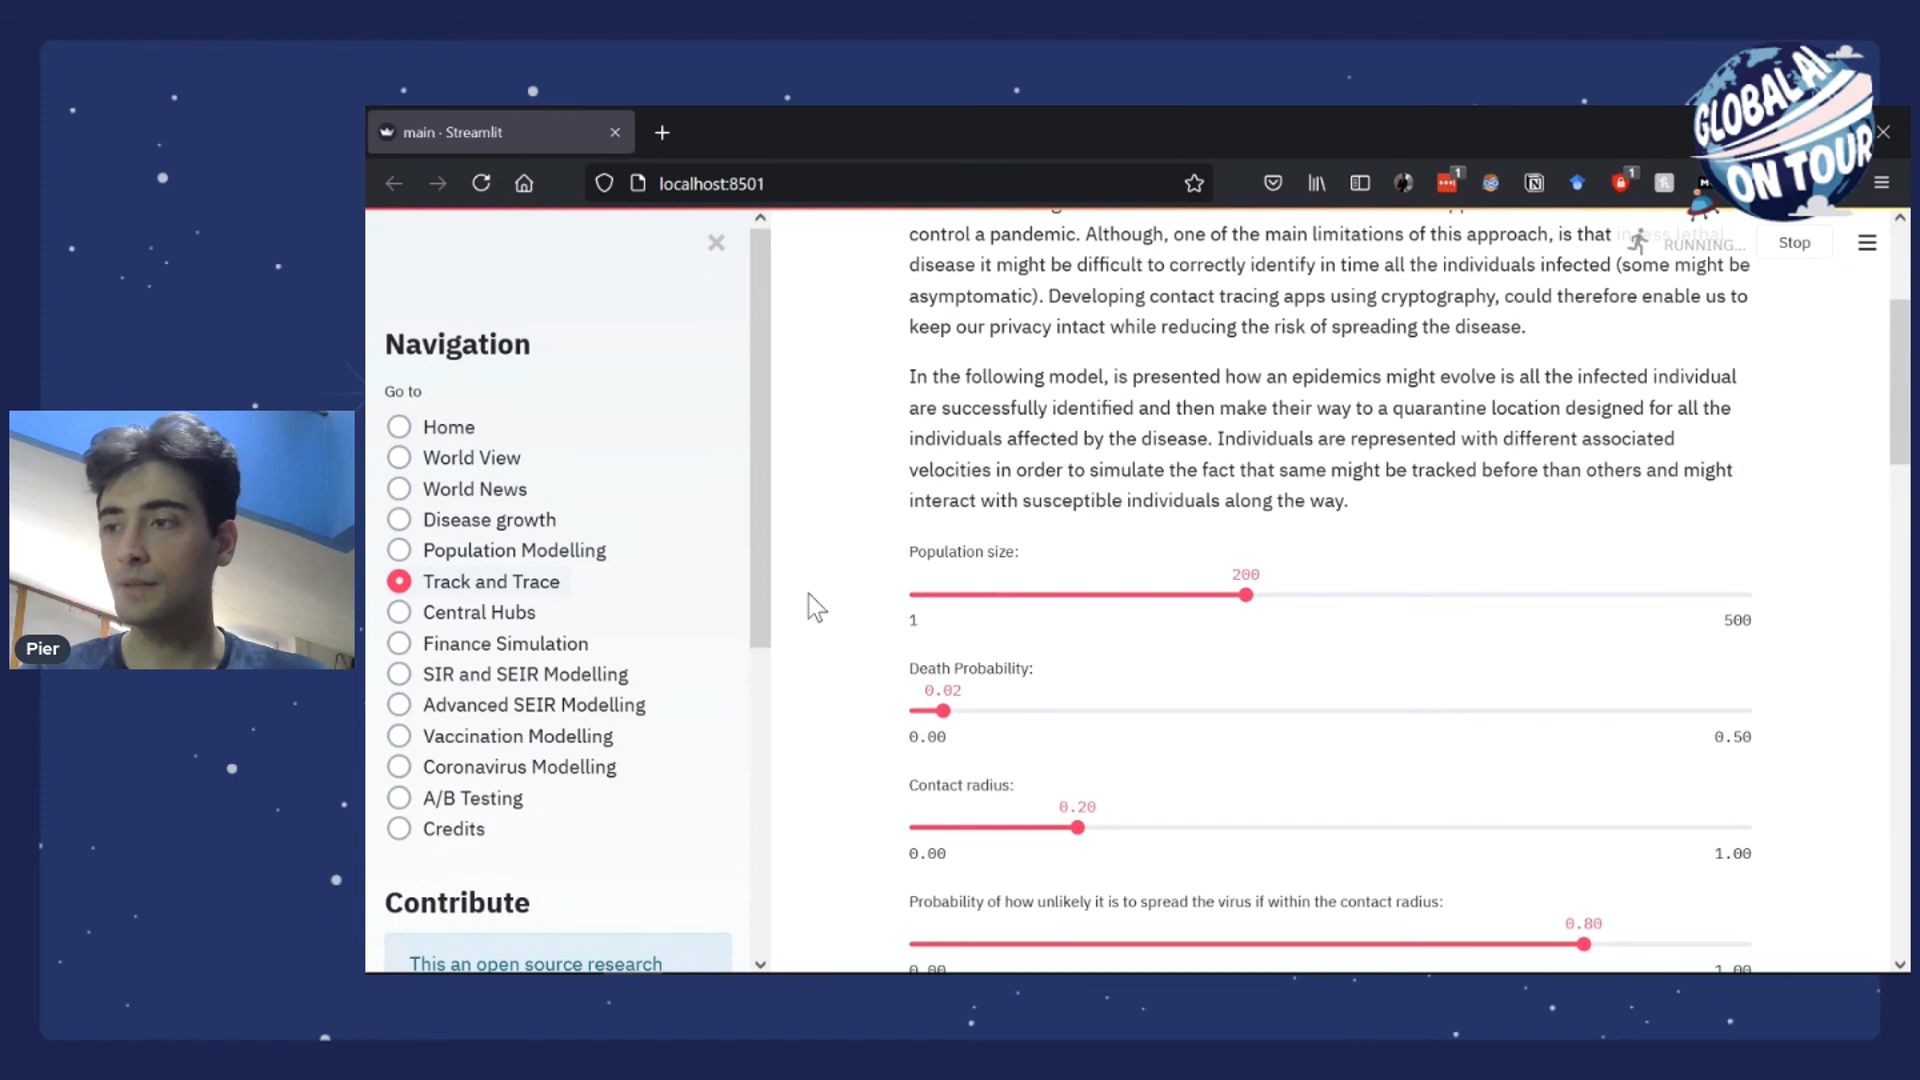 GLOBAL AI
ON TOUR
main · Streamlit
localhost:8501
1
1
Navigation
Go to
Home
World View
World News
Disease growth
Population Modelling
Track and Trace
Central Hubs
Finance Simulation
SIR and SEIR Modelling
Advanced SEIR Modelling
Vaccination Modelling
Coronavirus Modelling
A/B Testing
Credits
Contribute
This an open source research
control a pandemic. Although, one of the main limitations of this approach, is that in less lethal
RUNNING...
Stop
disease it might be difficult to correctly identify in time all the individuals infected (some might be
asymptomatic). Developing contact tracing apps using cryptography, could therefore enable us to
keep our privacy intact while reducing the risk of spreading the disease.
In the following model, is presented how an epidemics might evolve is all the infected individual
are successfully identified and then make their way to a quarantine location designed for all the
individuals affected by the disease. Individuals are represented with different associated
velocities in order to simulate the fact that same might be tracked before than others and might
interact with susceptible individuals along the way.
Population size:
200
1
500
Death Probability:
0.02
0.00
0.50
Contact radius:
0.20
0.00
1.00
Probability of how unlikely it is to spread the virus if within the contact radius:
0.80
0.00
1.00
Pier